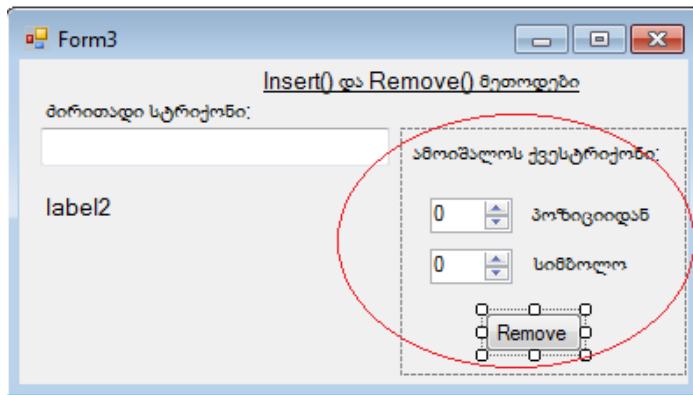 Form3
Insert() და Remove() მეთოდები
ძირითადი სტრიქონი:
ამოიშალოს ქვესტრიქონი:
label2
0 პოზიციიდან
0 სიმბოლო
Remove